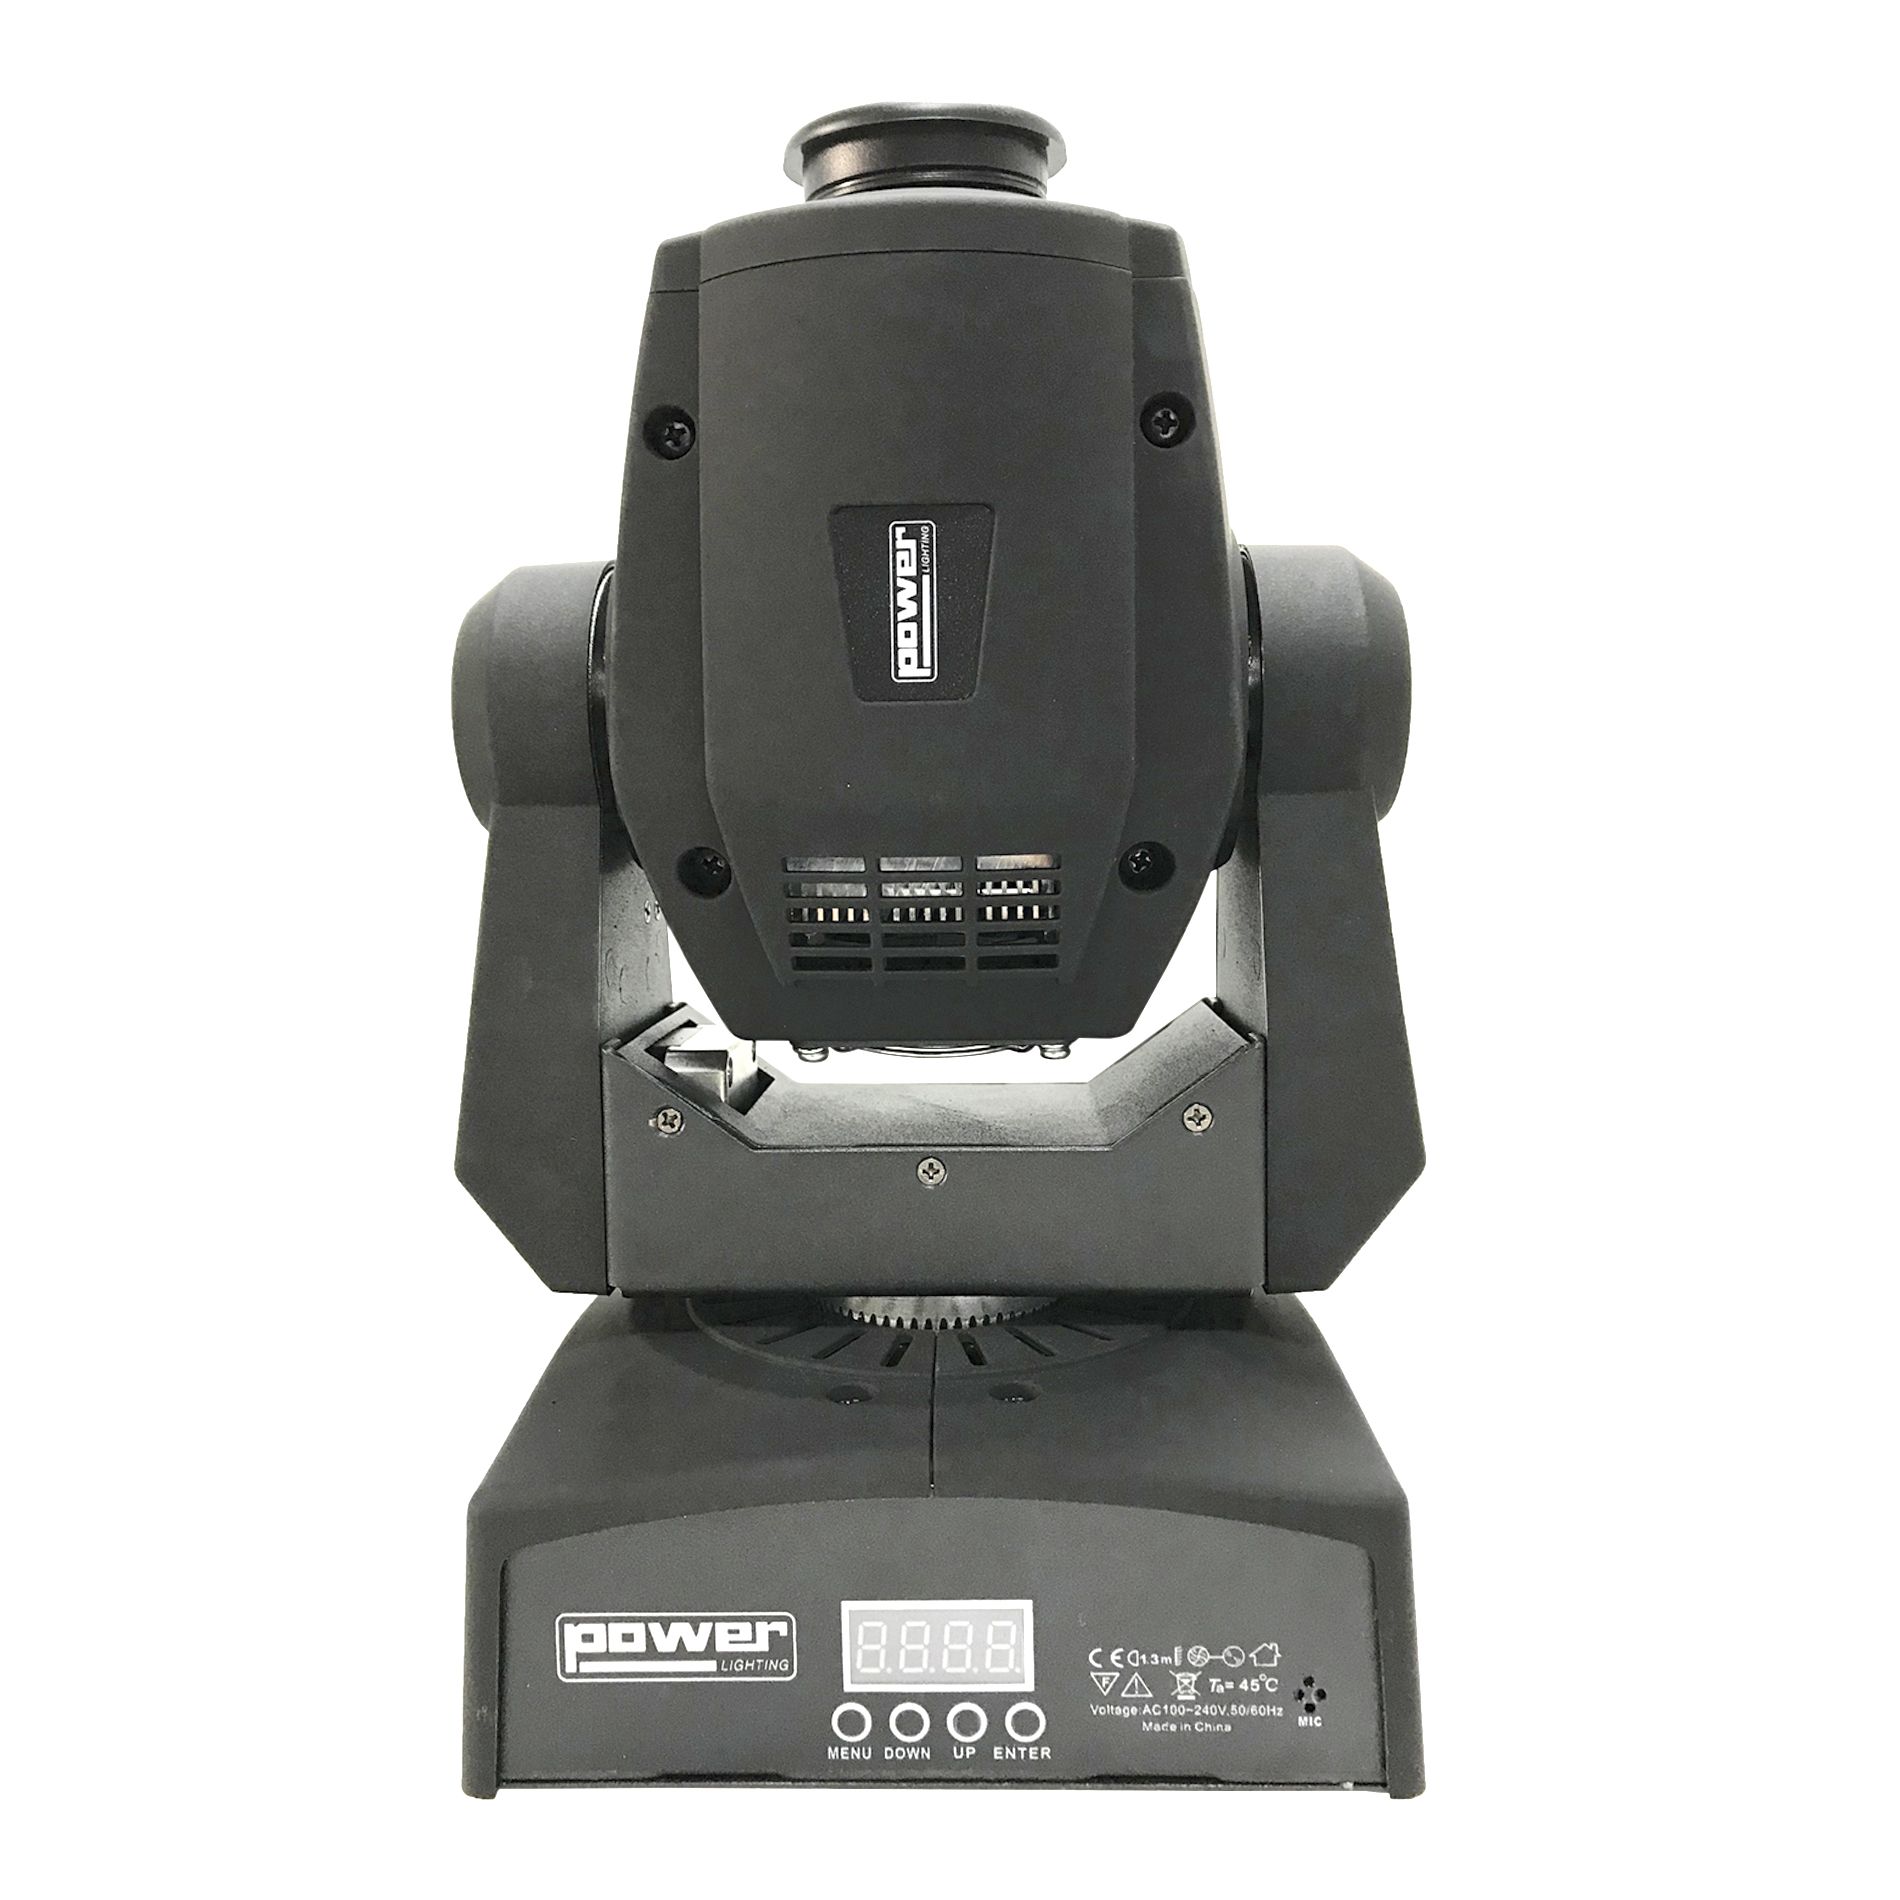 power
LIGHTING
power
LIGHTING
8.8.8.8.
CE 1.3m
F Ta= 45°C
Voltage:AC100~240V,50/60Hz
Made in China
MIC
MENU DOWN UP ENTER